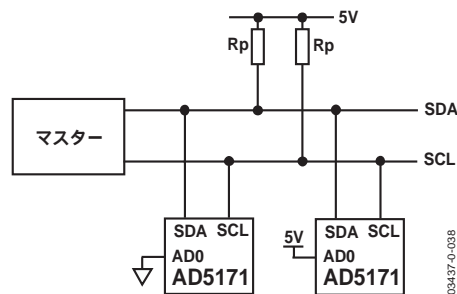 5V
Rp
Rp
SDA
マスター
SCL
SDA SCL
AD0
AD5171
5V
SDA SCL
AD0
AD5171
03437-0-038